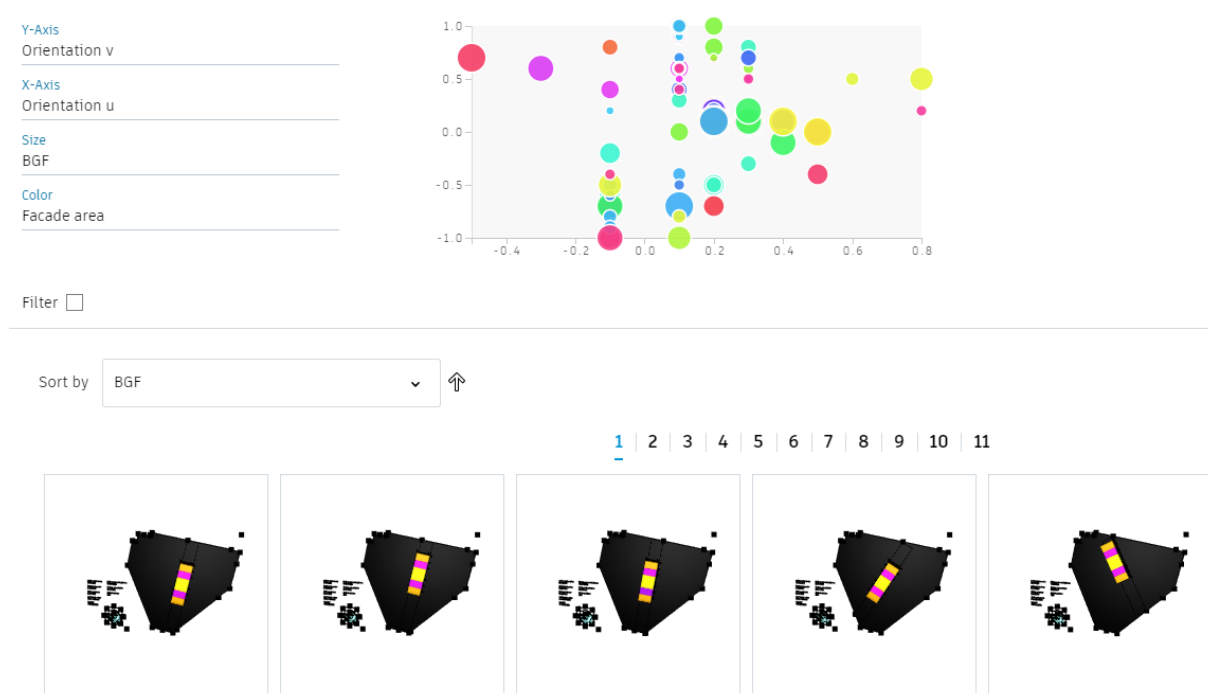 Y-Axis
Orientation v
X-Axis
Orientation u
Size
BGF
Color
Facade area
1.0
0.5
0.0
-0.5
-1.0
-0.4 -0.2 0.0 0.2 0.4 0.6 0.8
Filter
Sort by BGF
1 2 3 4 5 6 7 8 9 10 11